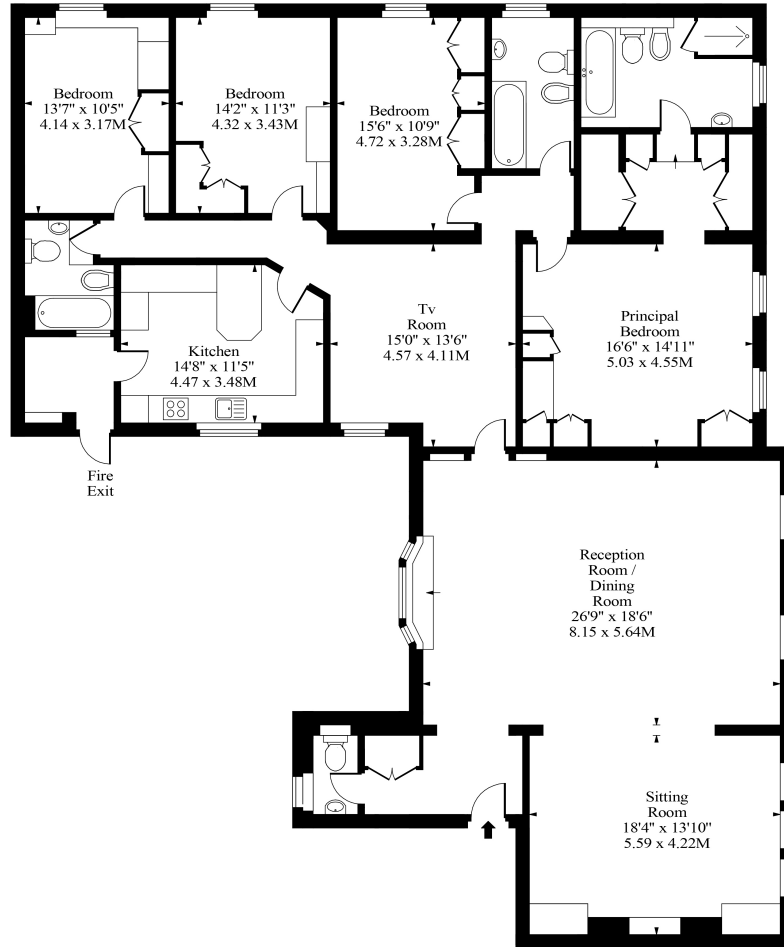 Bedroom
13'7" x 10'5"
4.14 x 3.17M
Bedroom
14'2" x 11'3"
4.32 x 3.43M
Bedroom
15'6" x 10'9"
4.72 x 3.28M
Kitchen
14'8" x 11'5"
4.47 x 3.48M
Tv
Room
15'0" x 13'6"
4.57 x 4.11M
Principal
Bedroom
16'6" x 14'11"
5.03 x 4.55M
Fire
Exit
Reception
Room /
Dining
Room
26'9" x 18'6"
8.15 x 5.64M
Sitting
Room
18'4" x 13'10"
5.59 x 4.22M